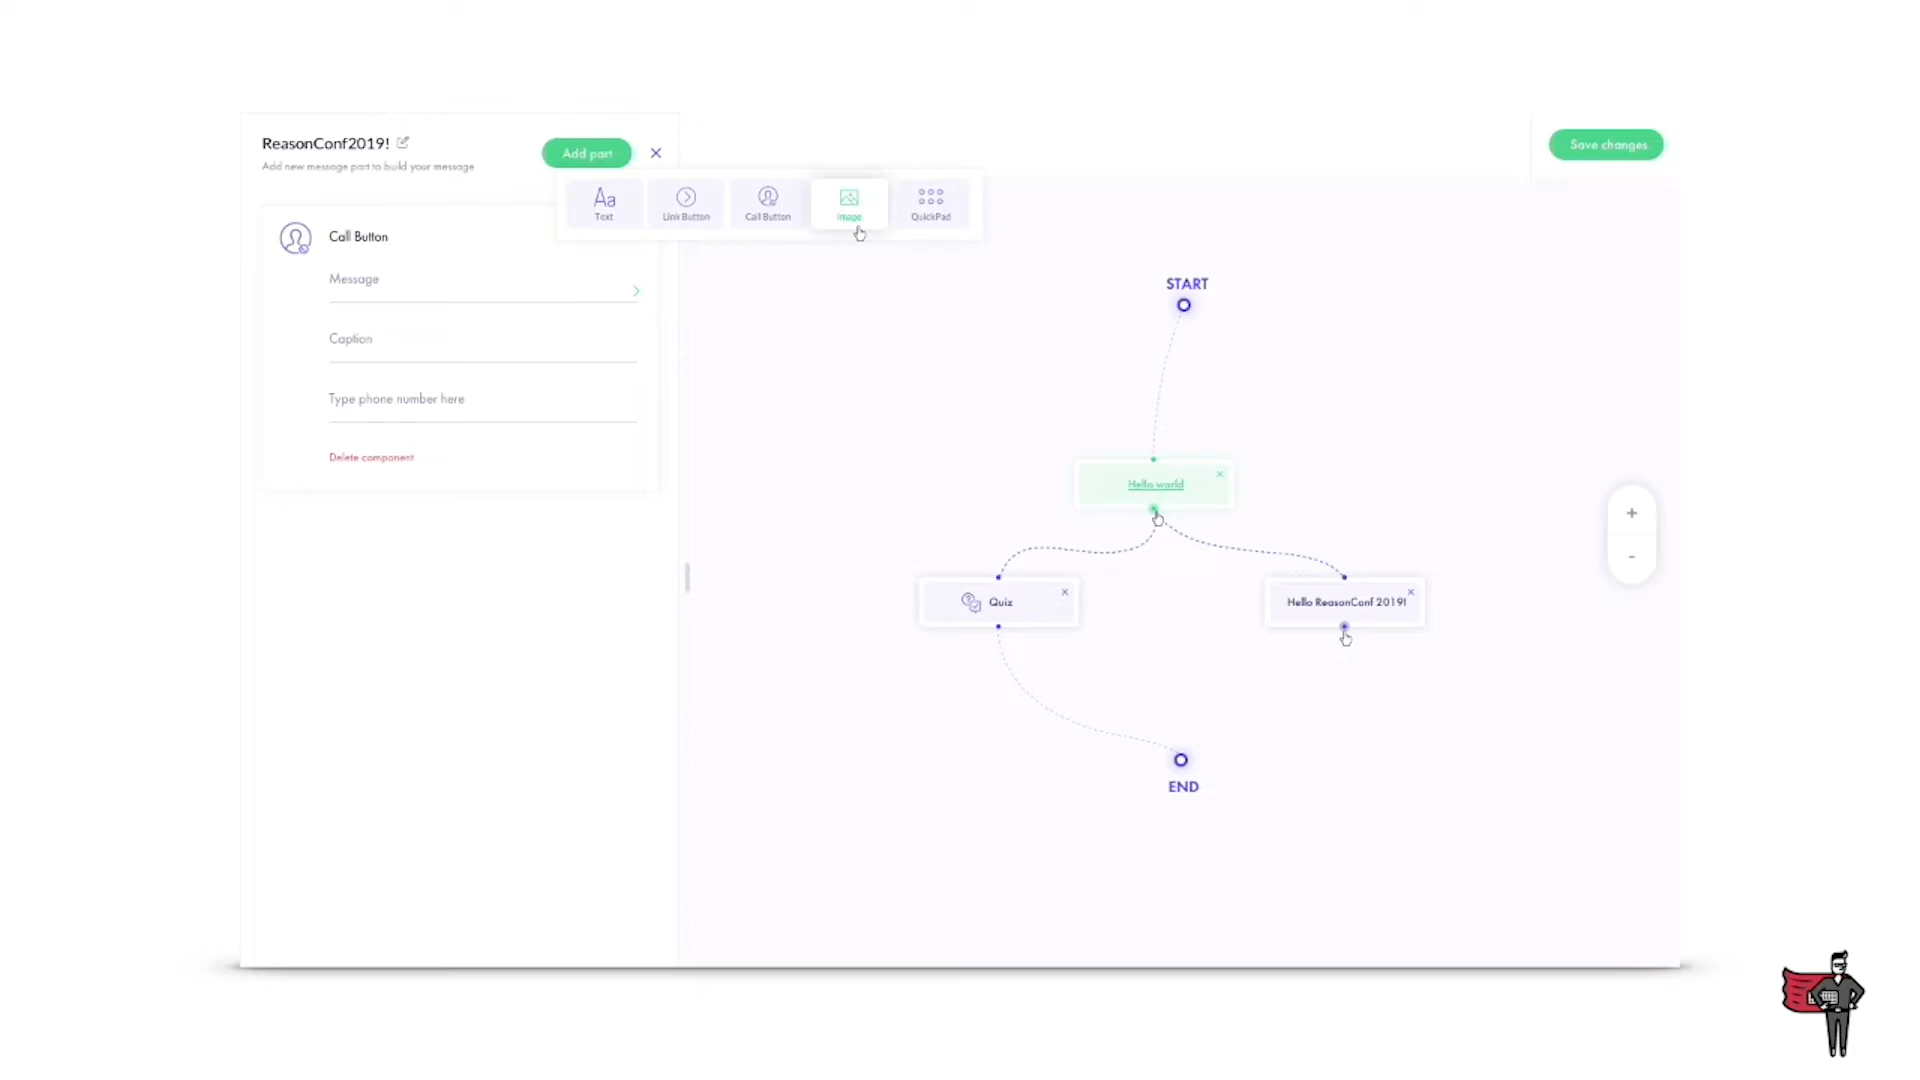 ReasonConf2019!
Add new message part to build your message
Add part
Save changes
Aa
Text
Link Button
Call Button
Image
QuickPad
Call Button
Message
Caption
Type phone number here
Delete component
START
Hello world
Quiz
Hello ReasonConf 2019!
END